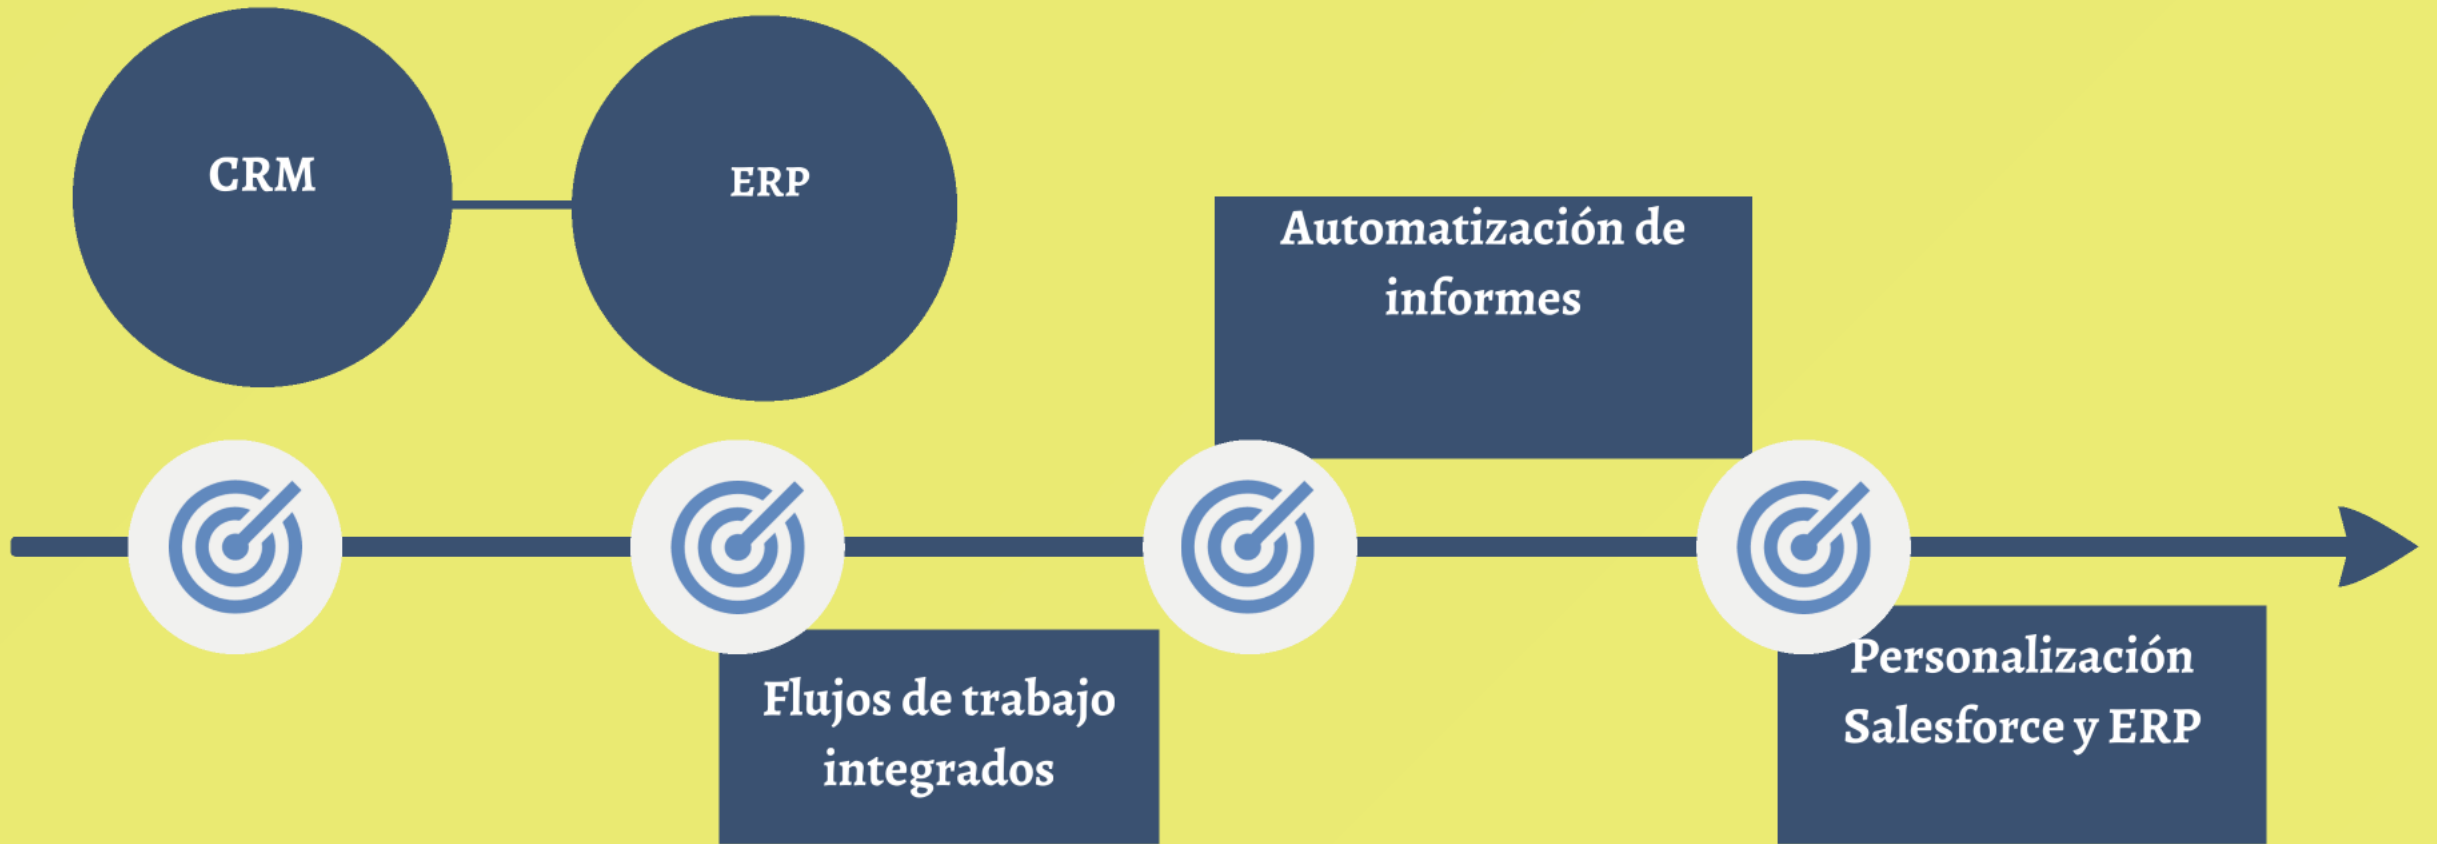 CRM
ERP
Automatización de
informes
Flujos de trabajo
integrados
Personalización
Salesforce y ERP